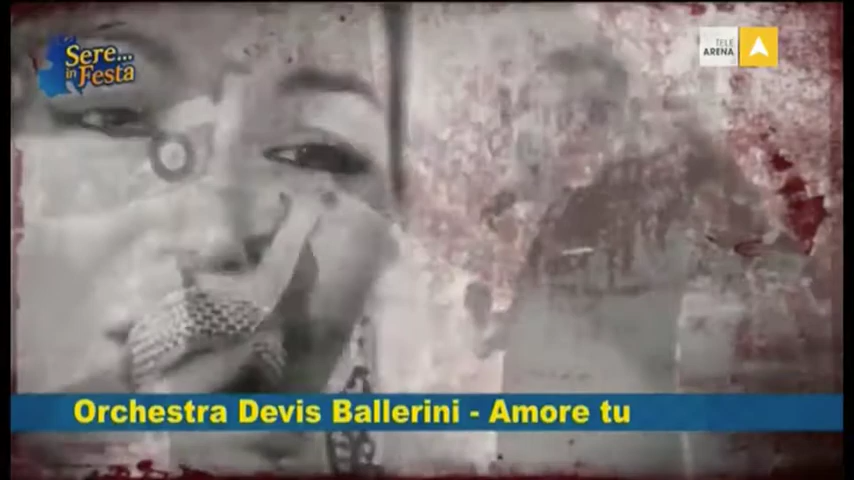 Sere...
in Festa
TELE
ARENA
Orchestra Devis Ballerini - Amore tu